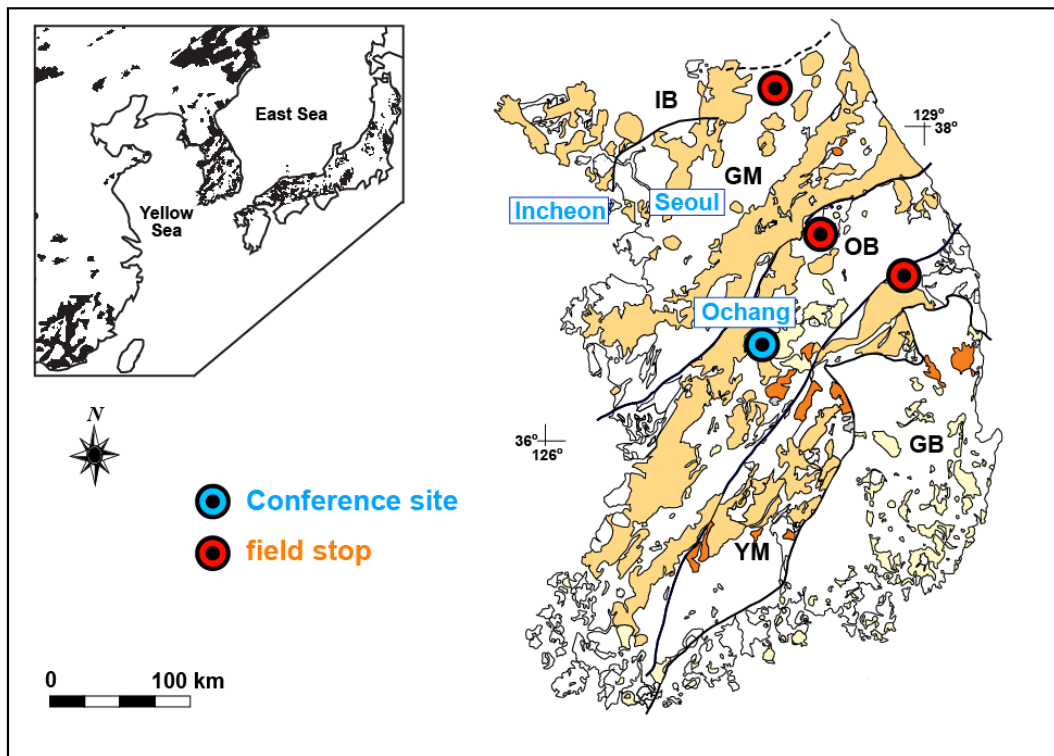 East Sea
Yellow
Sea
IB
129°
38°
GM
Incheon
Seoul
OB
Ochang
N
36°
126°
GB
Conference site
field stop
YM
0 100 km